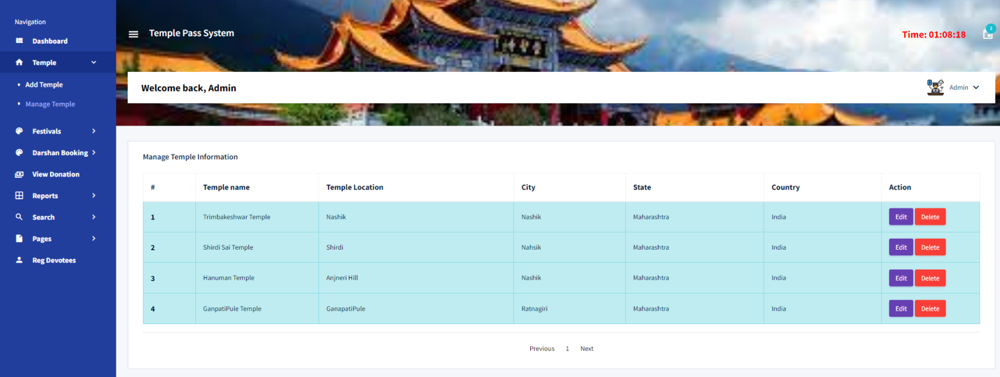 Navigation
Dashboard
Temple
Add Temple
Manage Temple
Festivals
Darshan Booking
View Donation
Reports
Search
Pages
Reg Devotees
Temple Pass System
Time: 01:08:18
2
Welcome back, Admin
Admin
Manage Temple Information
# Temple name Temple Location City State Country Action
1 Trimbakeshwar Temple Nashik Nashik Maharashtra India Edit Delete
2 Shirdi Sai Temple Shirdi Nahsik Maharashtra India Edit Delete
3 Hanuman Temple Anjneri Hill Nashik Maharashtra India Edit Delete
4 GanpatiPule Temple GanapatiPule Ratnagiri Maharashtra India Edit Delete
Previous 1 Next